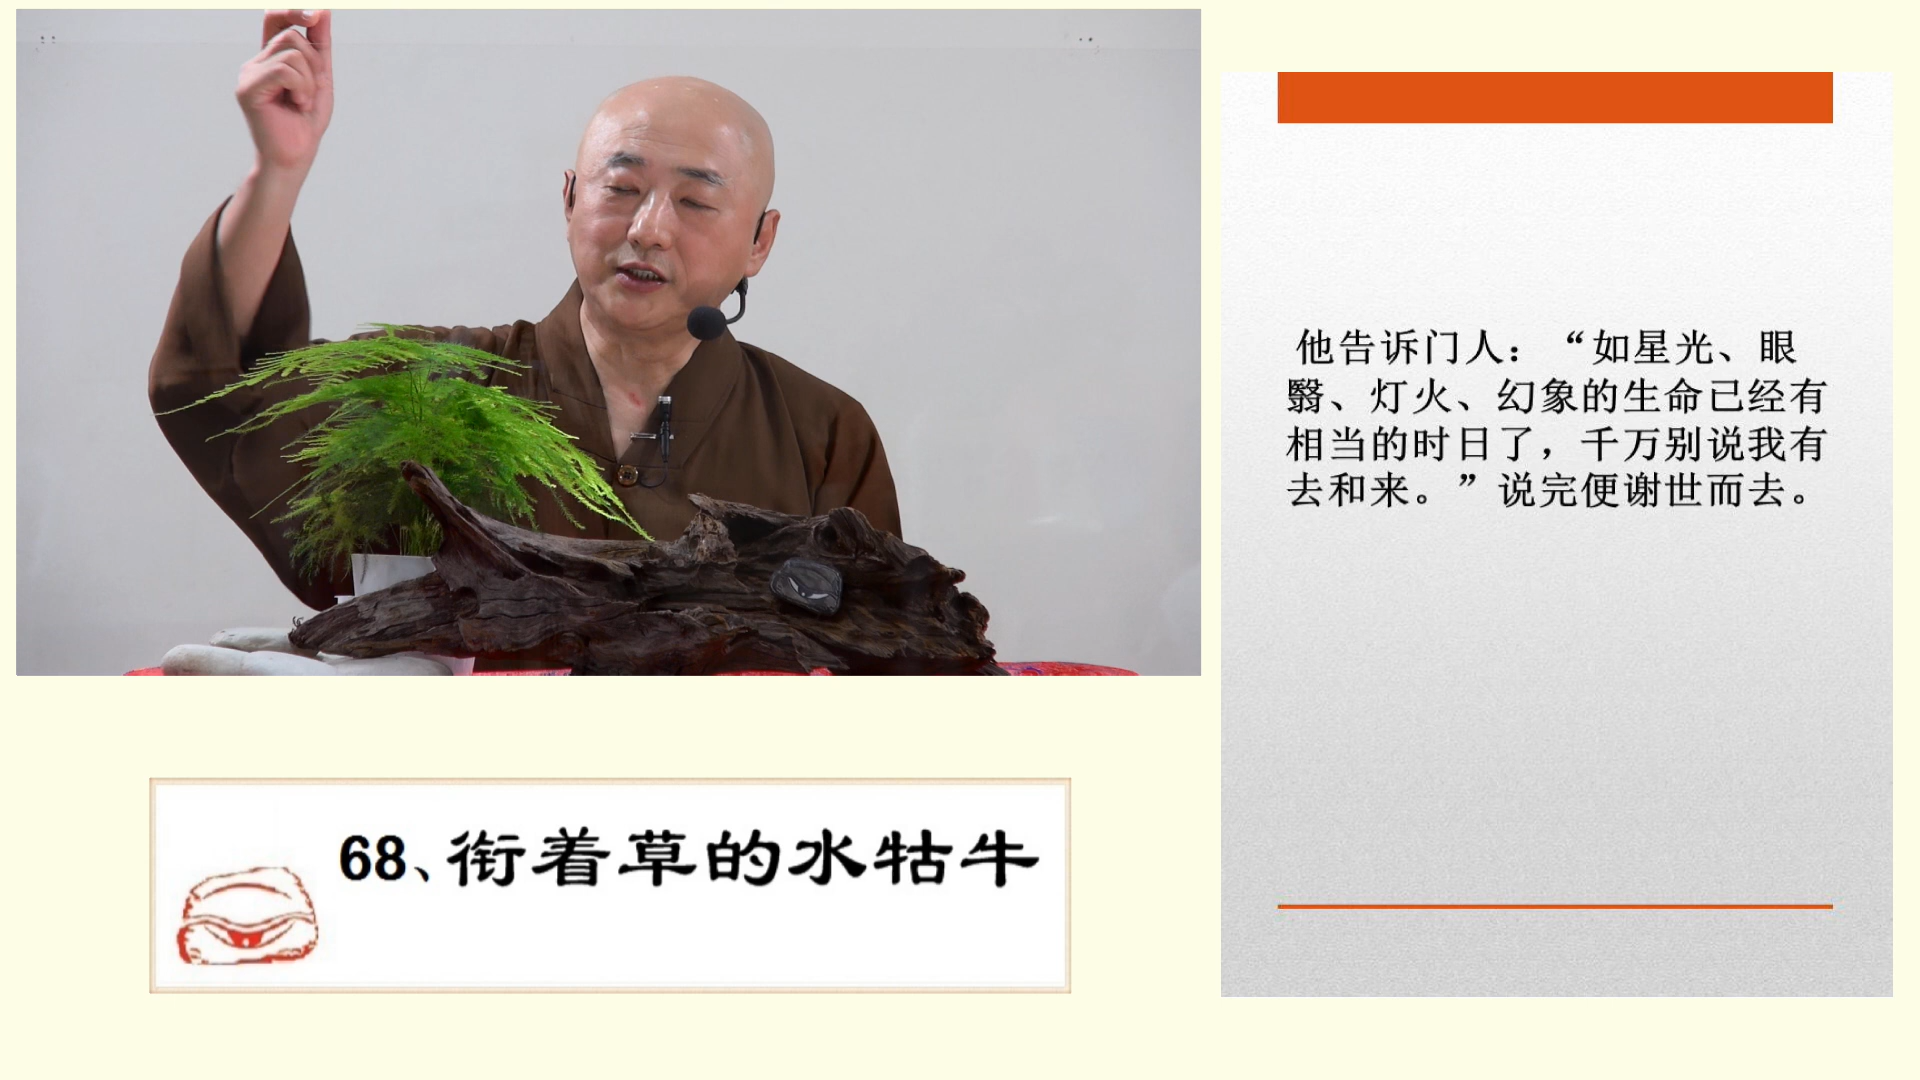 他告诉门人：“如星光、眼
翳、灯火、幻象的生命已经有
相当的时日了，千万别说我有
去和来。”说完便谢世而去。
68、衔着草的水牯牛